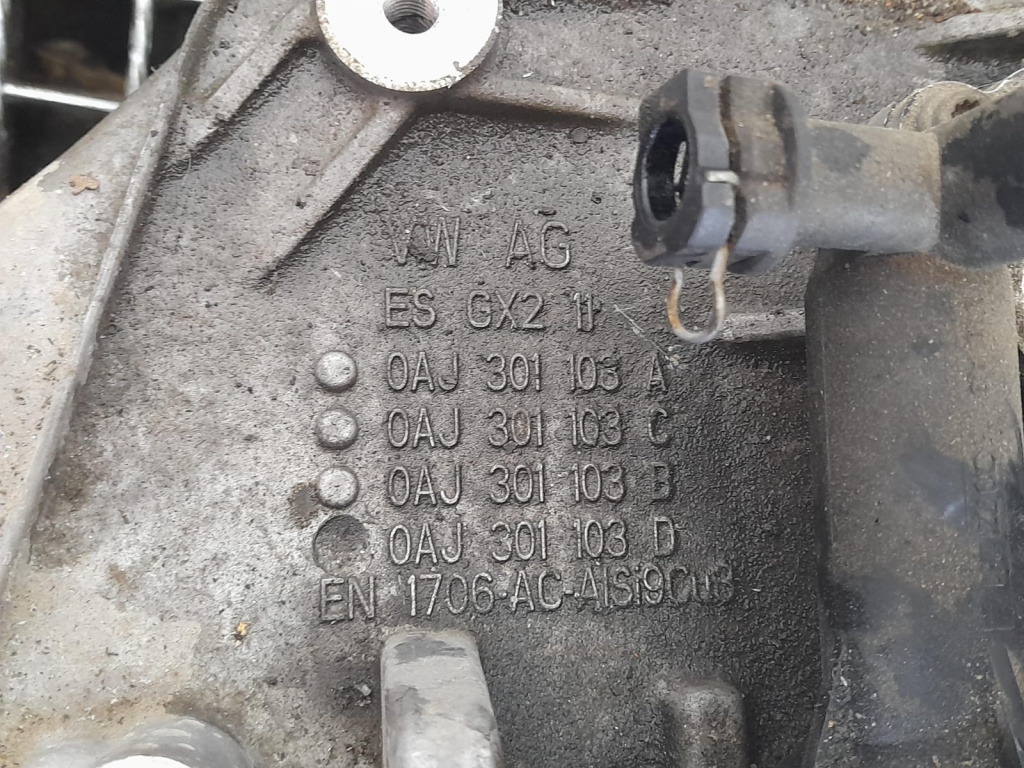 VW AG
ES GX2 11
0AJ 301 103 A
0AJ 301 103 C
0AJ 301 103 B
0AJ 301 103 D
EN 1706-AC-AlSi9Cu3